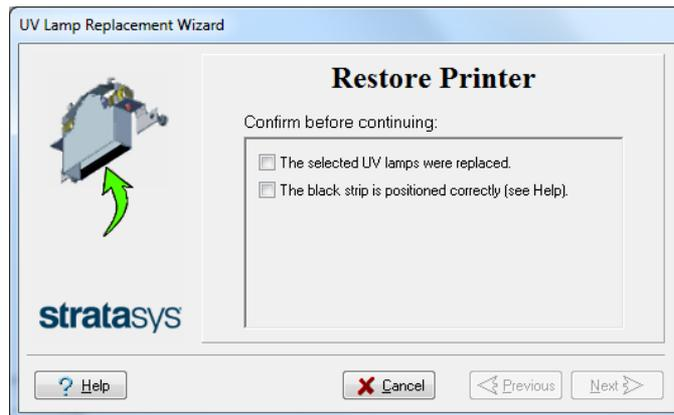 UV Lamp Replacement Wizard
Restore Printer
Confirm before continuing:
The selected UV lamps were replaced.
The black strip is positioned correctly (see Help).
stratasys
? Help
Cancel
Previous
Next